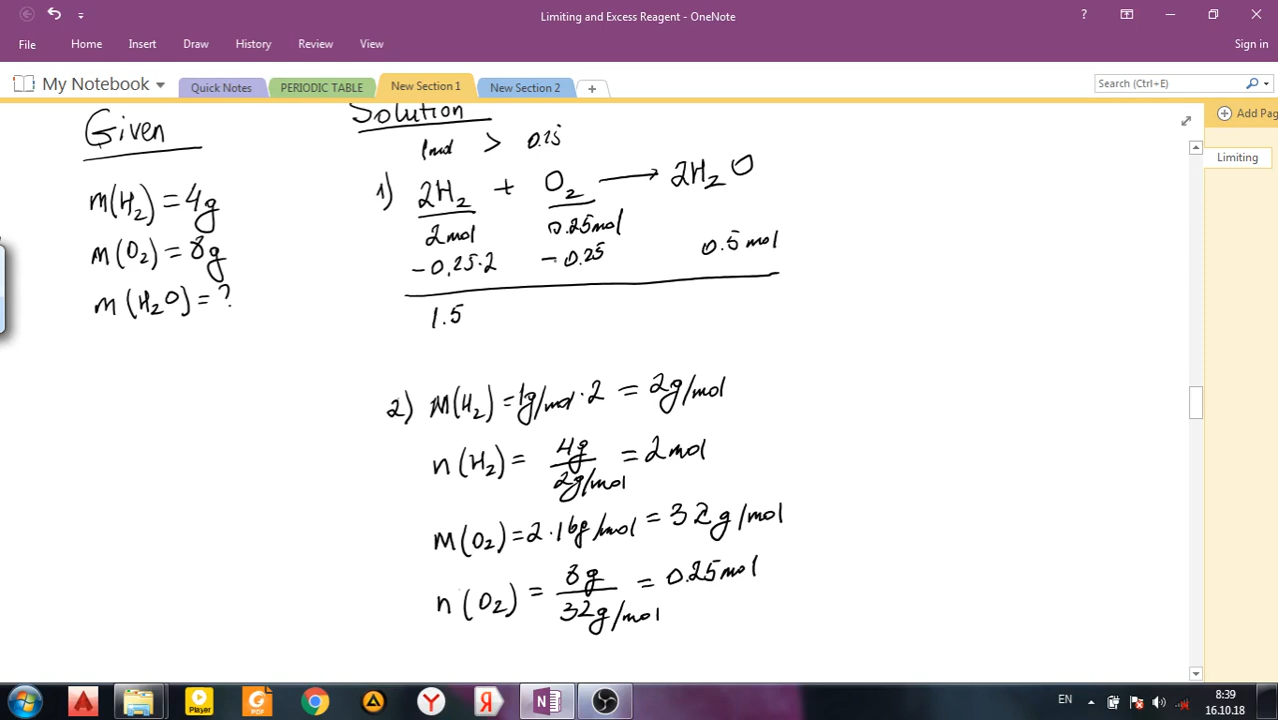 Limiting and Excess Reagent - OneNote
?
File Home Insert Draw History Review View
Sign in
My Notebook Quick Notes PERIODIC TABLE New Section 1 New Section 2
Search (Ctrl+E)
Add Pag
Limiting
Given
m(H₂) = 4g
m(O₂) = 8g
m(H₂O) = ?
Solution
1mol > 0.25
1) 2H₂ + O₂ → 2H₂O
2mol 0.25mol
-0.25·2 -0.25 0.5mol
1.5
2) M(H₂) = 1g/mol·2 = 2g/mol
n(H₂) = 4g / 2g/mol = 2mol
M(O₂) = 2·16g/mol = 32g/mol
n(O₂) = 8g / 32g/mol = 0.25mol
Player
PDF
EN
8:39
16.10.18